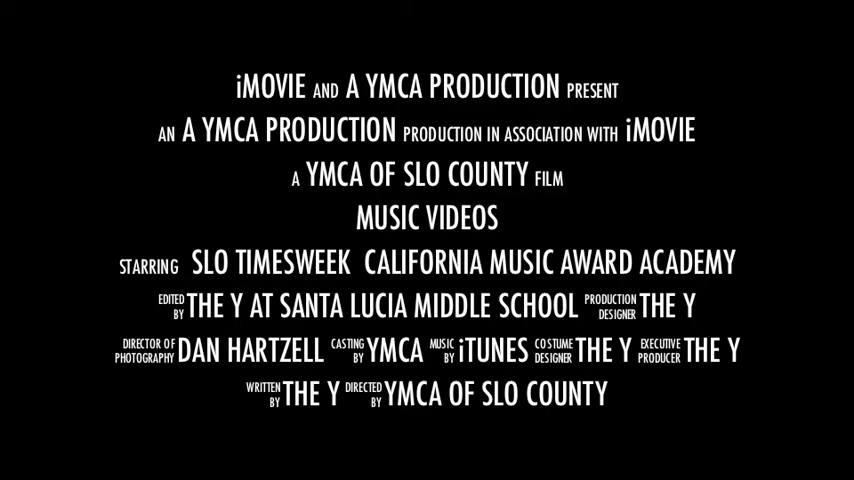 iMOVIE AND A YMCA PRODUCTION PRESENT
AN A YMCA PRODUCTION PRODUCTION IN ASSOCIATION WITH iMOVIE
A YMCA OF SLO COUNTY FILM
MUSIC VIDEOS
STARRING SLO TIMESWEEK CALIFORNIA MUSIC AWARD ACADEMY
EDITED BY THE Y AT SANTA LUCIA MIDDLE SCHOOL PRODUCTION DESIGNER THE Y
DIRECTOR OF PHOTOGRAPHY DAN HARTZELL CASTING BY YMCA MUSIC BY iTUNES COSTUME DESIGNER THE Y EXECUTIVE PRODUCER THE Y
WRITTEN BY THE Y DIRECTED BY YMCA OF SLO COUNTY